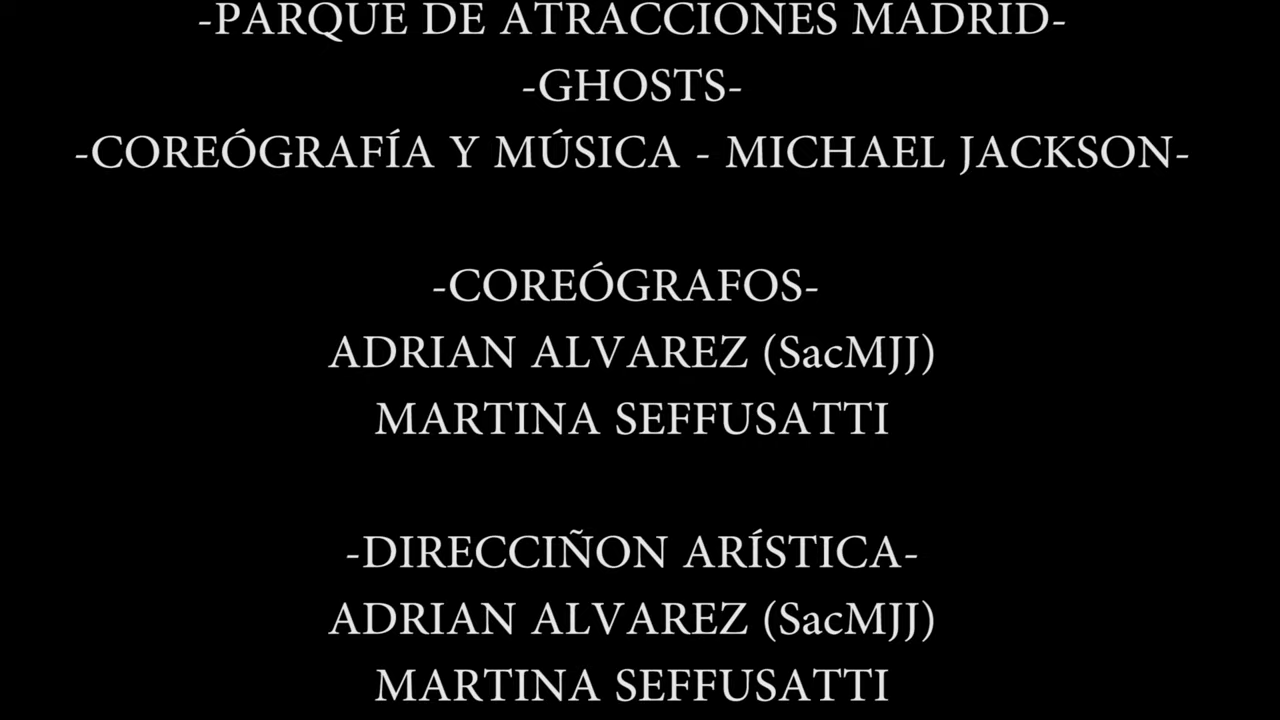 -PARQUE DE ATRACCIONES MADRID-
-GHOSTS-
-COREÓGRAFÍA Y MÚSICA - MICHAEL JACKSON-
-COREÓGRAFOS-
ADRIAN ALVAREZ (SacMJJ)
MARTINA SEFFUSATTI
-DIRECCIÑON ARÍSTICA-
ADRIAN ALVAREZ (SacMJJ)
MARTINA SEFFUSATTI